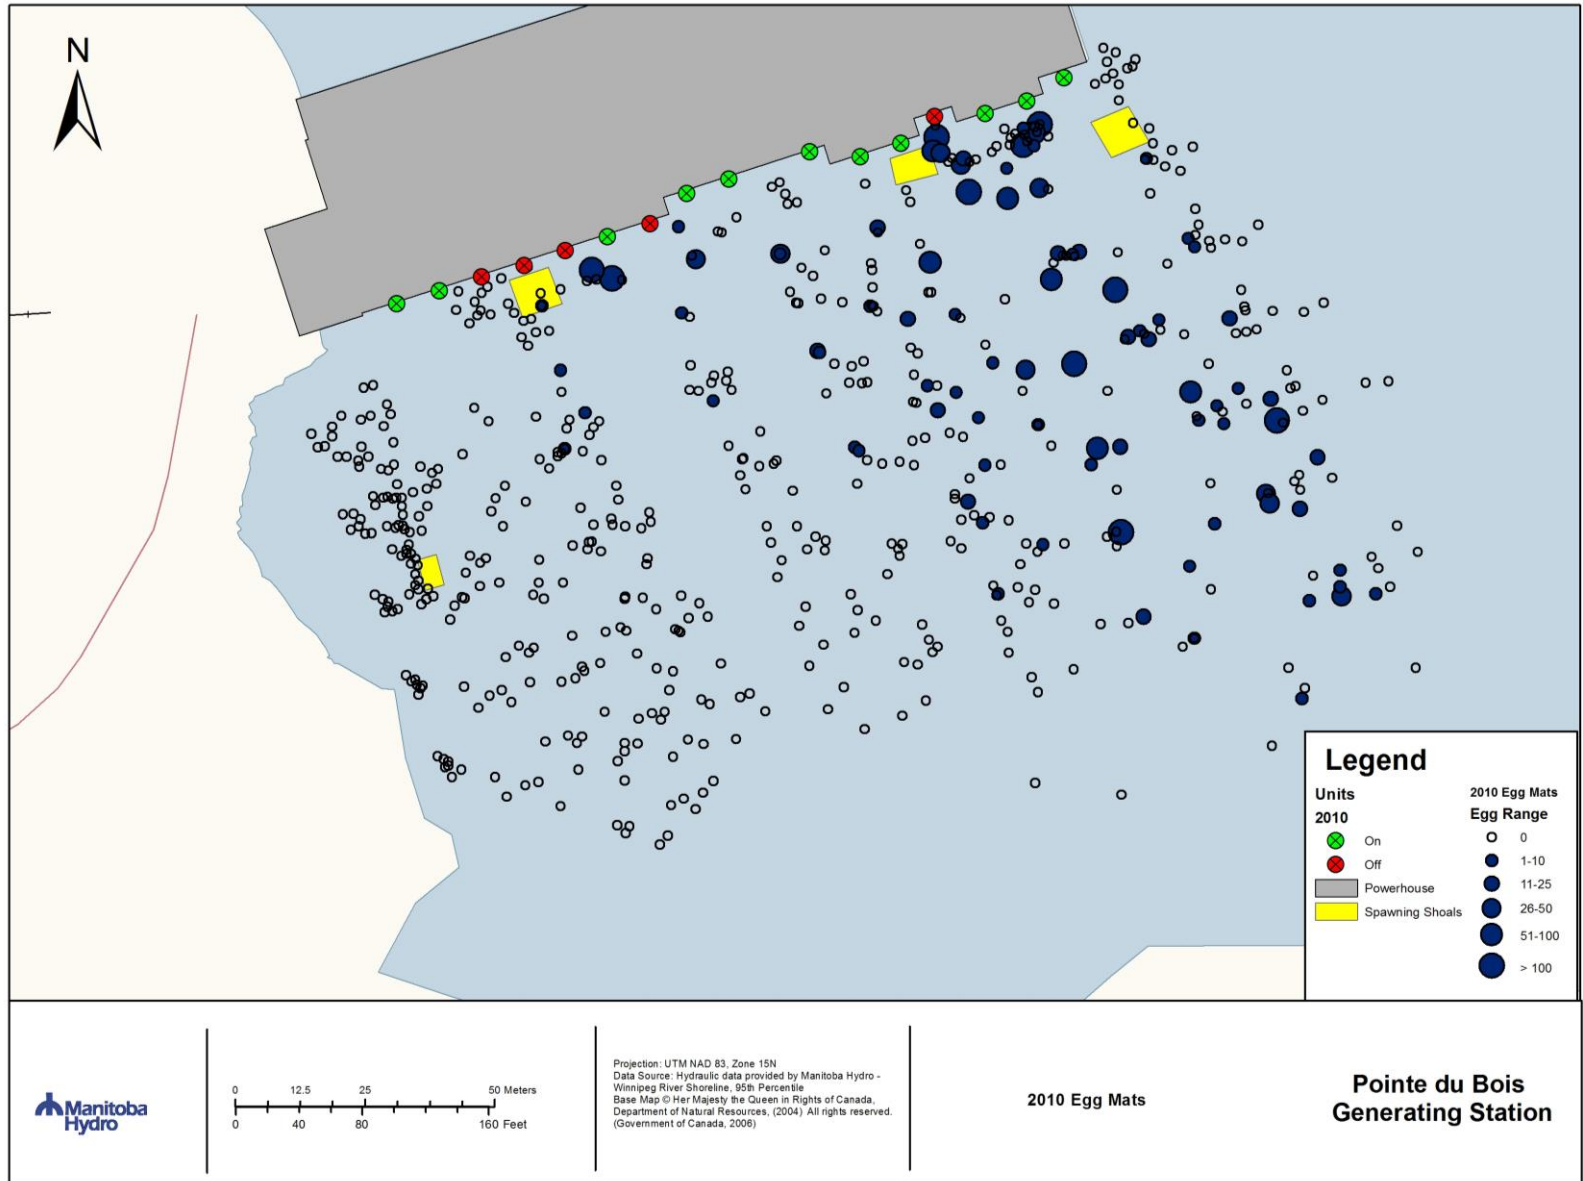 N
Legend
Units
2010
On
Off
Powerhouse
Spawning Shoals
2010 Egg Mats
Egg Range
0
1-10
11-25
26-50
51-100
> 100
Manitoba
Hydro
0 12.5 25 50 Meters
0 40 80 160 Feet
Projection: UTM NAD 83, Zone 15N
Data Source: Hydraulic data provided by Manitoba Hydro -
Winnipeg River Shoreline, 95th Percentile
Base Map © Her Majesty the Queen in Rights of Canada,
Department of Natural Resources, (2004) All rights reserved.
(Government of Canada, 2006)
2010 Egg Mats
Pointe du Bois
Generating Station